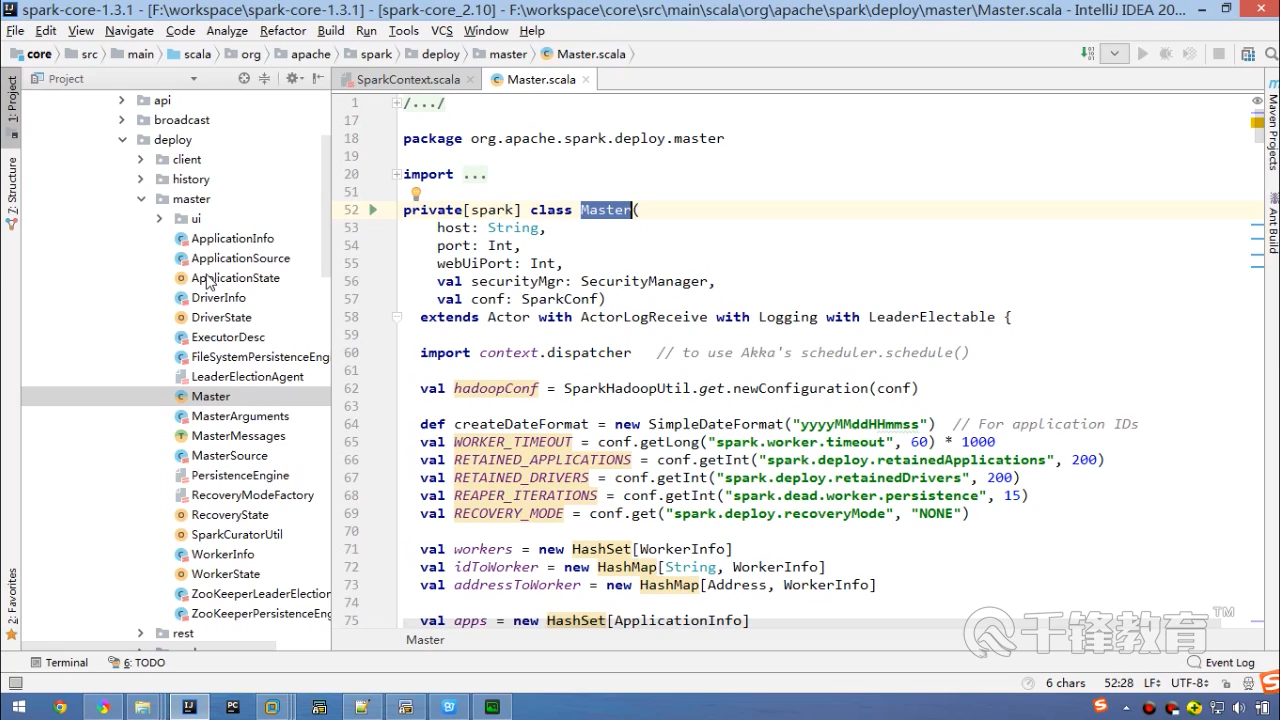 spark-core-1.3.1 - [F:\workspace\spark-core-1.3.1] - [spark-core_2.10] - F:\workspace\core\src\main\scala\org\apache\spark\deploy\master\Master.scala - IntelliJ IDEA 20...
File Edit View Navigate Code Analyze Refactor Build Run Tools VCS Window Help
core src main scala org apache spark deploy master Master.scala
Project
SparkContext.scala Master.scala
1: Project
7: Structure
2: Favorites
api
broadcast
deploy
client
history
master
ui
ApplicationInfo
ApplicationSource
ApplicationState
DriverInfo
DriverState
ExecutorDesc
FileSystemPersistenceEng
LeaderElectionAgent
Master
MasterArguments
MasterMessages
MasterSource
PersistenceEngine
RecoveryModeFactory
RecoveryState
SparkCuratorUtil
WorkerInfo
WorkerState
ZooKeeperLeaderElection
ZooKeeperPersistenceEng
rest
1 /.../
17
18 package org.apache.spark.deploy.master
19
20 import ...
51
52 private[spark] class Master(
53 host: String,
54 port: Int,
55 webUiPort: Int,
56 val securityMgr: SecurityManager,
57 val conf: SparkConf)
58 extends Actor with ActorLogReceive with Logging with LeaderElectable {
59
60 import context.dispatcher // to use Akka's scheduler.schedule()
61
62 val hadoopConf = SparkHadoopUtil.get.newConfiguration(conf)
63
64 def createDateFormat = new SimpleDateFormat("yyyyMMddHHmmss") // For application IDs
65 val WORKER_TIMEOUT = conf.getLong("spark.worker.timeout", 60) * 1000
66 val RETAINED_APPLICATIONS = conf.getInt("spark.deploy.retainedApplications", 200)
67 val RETAINED_DRIVERS = conf.getInt("spark.deploy.retainedDrivers", 200)
68 val REAPER_ITERATIONS = conf.getInt("spark.dead.worker.persistence", 15)
69 val RECOVERY_MODE = conf.get("spark.deploy.recoveryMode", "NONE")
70
71 val workers = new HashSet[WorkerInfo]
72 val idToWorker = new HashMap[String, WorkerInfo]
73 val addressToWorker = new HashMap[Address, WorkerInfo]
74
75 val apps = new HashSet[ApplicationInfo]
Master
Maven Projects
Ant Build
千锋教育™
Terminal 6: TODO Event Log
6 chars 52:28 LF÷ UTF-8÷